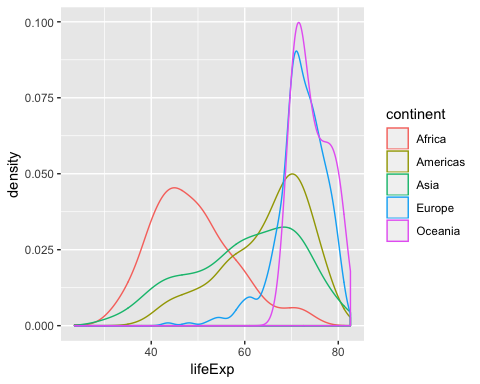 0.100
0.075
0.050
0.025
0.000
density
40
60
80
lifeExp
continent
Africa
Americas
Asia
Europe
Oceania